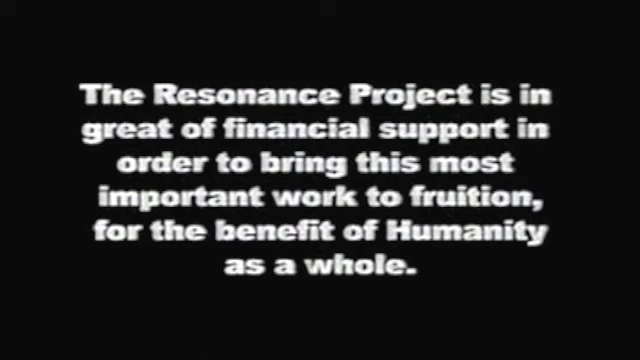 The Resonance Project is in
great of financial support in
order to bring this most
important work to fruition,
for the benefit of Humanity
as a whole.